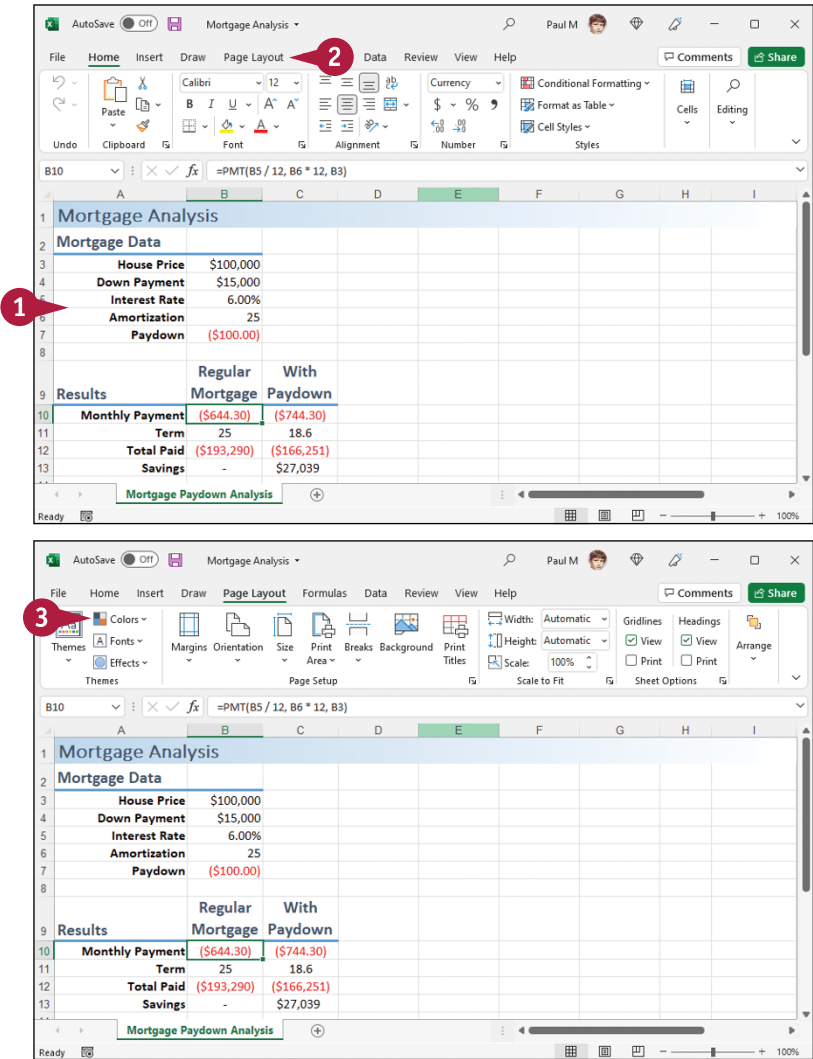 AutoSave Off Mortgage Analysis Paul M
File Home Insert Draw Page Layout 2 Data Review View Help Comments Share
Calibri 12 Currency Conditional Formatting
Paste B I U A A $ % Format as Table Cells Editing
A Cell Styles
Undo Clipboard Font Alignment Number Styles
B10 fx =PMT(B5 / 12, B6 * 12, B3)
A B C D E F G H I
1 Mortgage Analysis
2 Mortgage Data
3 House Price $100,000
4 Down Payment $15,000
1 5 Interest Rate 6.00%
6 Amortization 25
7 Paydown ($100.00)
8
Regular With
9 Results Mortgage Paydown
10 Monthly Payment ($644.30) ($744.30)
11 Term 25 18.6
12 Total Paid ($193,290) ($166,251)
13 Savings - $27,039
Mortgage Paydown Analysis
Ready 100%
AutoSave Off Mortgage Analysis Paul M
File Home Insert Draw Page Layout Formulas Data Review View Help Comments Share
3 Colors Width: Automatic Gridlines Headings
Themes A Fonts Margins Orientation Size Print Area Breaks Background Print Titles Height: Automatic View View Arrange
Effects Scale: 100% Print Print
Themes Page Setup Scale to Fit Sheet Options
B10 fx =PMT(B5 / 12, B6 * 12, B3)
A B C D E F G H I
1 Mortgage Analysis
2 Mortgage Data
3 House Price $100,000
4 Down Payment $15,000
5 Interest Rate 6.00%
6 Amortization 25
7 Paydown ($100.00)
8
Regular With
9 Results Mortgage Paydown
10 Monthly Payment ($644.30) ($744.30)
11 Term 25 18.6
12 Total Paid ($193,290) ($166,251)
13 Savings - $27,039
Mortgage Paydown Analysis
Ready 100%